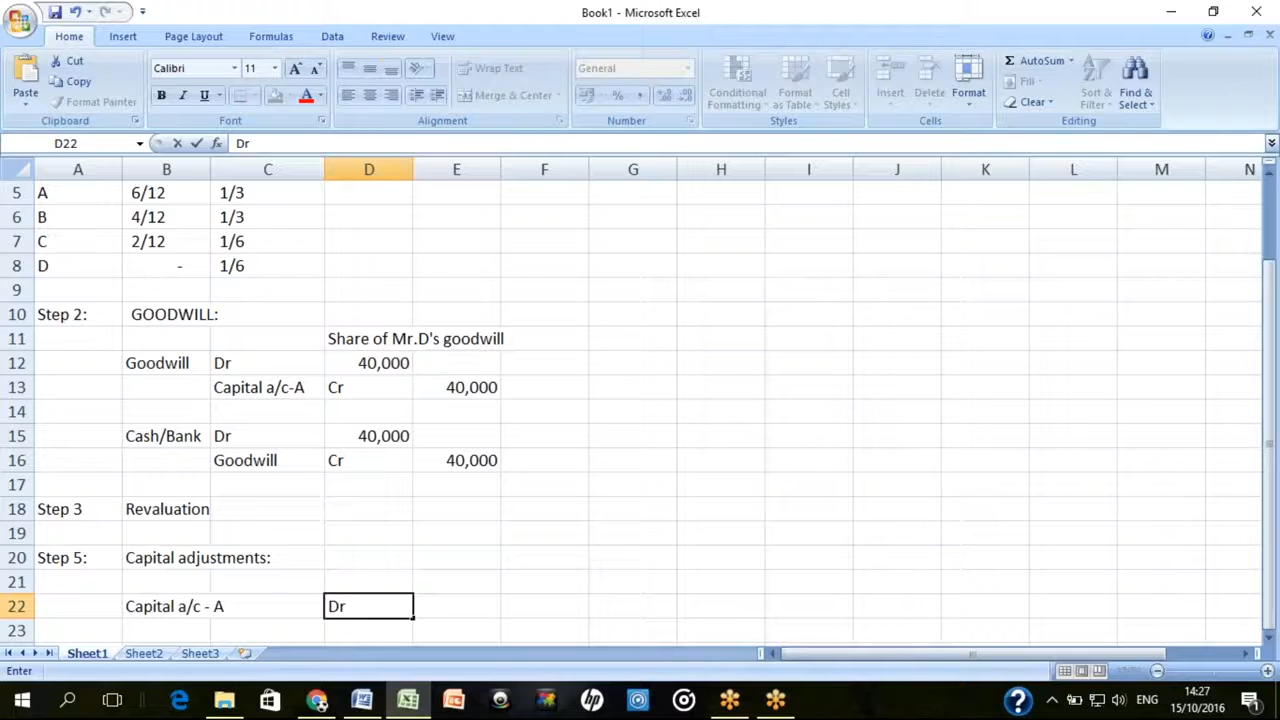 Book1 - Microsoft Excel
Home Insert Page Layout Formulas Data Review View
Paste Cut Copy Format Painter Clipboard
Calibri 11 A A B I U A Font
Wrap Text Merge & Center Alignment
General % , Number
Conditional Formatting Format as Table Cell Styles Styles
Insert Delete Format Cells
Σ AutoSum Fill Clear Sort & Filter Find & Select Editing
D22 fx Dr
A B C D E F G H I J K L M N
5 A 6/12 1/3
6 B 4/12 1/3
7 C 2/12 1/6
8 D - 1/6
9
10 Step 2: GOODWILL:
11 Share of Mr.D's goodwill
12 Goodwill Dr 40,000
13 Capital a/c-A Cr 40,000
14
15 Cash/Bank Dr 40,000
16 Goodwill Cr 40,000
17
18 Step 3 Revaluation
19
20 Step 5: Capital adjustments:
21
22 Capital a/c - A Dr
23
Sheet1 Sheet2 Sheet3
Enter
hp ? ENG 14:27
15/10/2016 1